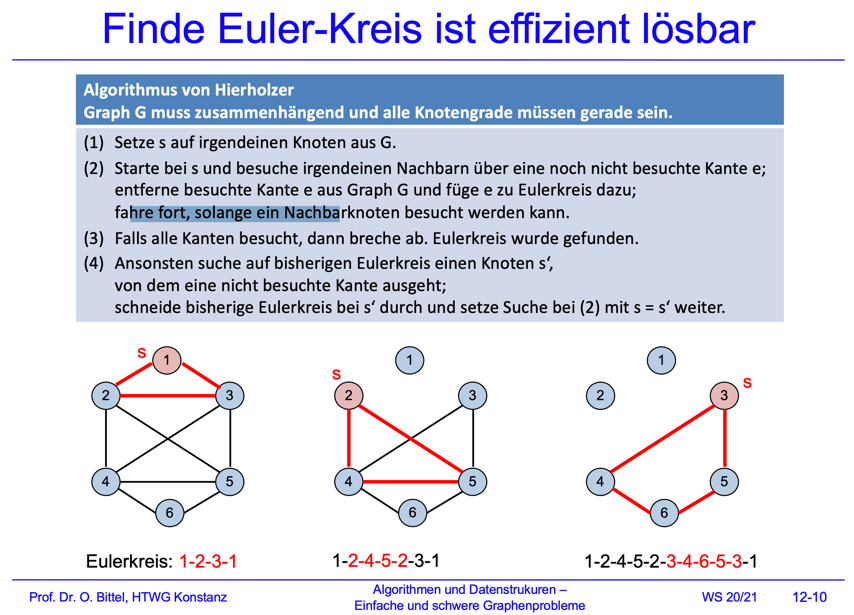 Finde Euler-Kreis ist effizient lösbar
Algorithmus von Hierholzer
Graph G muss zusammenhängend und alle Knotengrade müssen gerade sein.
(1) Setze s auf irgendeinen Knoten aus G.
(2) Starte bei s und besuche irgendeinen Nachbarn über eine noch nicht besuchte Kante e;
entferne besuchte Kante e aus Graph G und füge e zu Eulerkreis dazu;
fahre fort, solange ein Nachbarknoten besucht werden kann.
(3) Falls alle Kanten besucht, dann breche ab. Eulerkreis wurde gefunden.
(4) Ansonsten suche auf bisherigen Eulerkreis einen Knoten s‘,
von dem eine nicht besuchte Kante ausgeht;
schneide bisherige Eulerkreis bei s‘ durch und setze Suche bei (2) mit s = s‘ weiter.
s 1
2 3
4 5
6
Eulerkreis: 1-2-3-1
1
s
2 3
4 5
6
1-2-4-5-2-3-1
1
s
2 3
4 5
6
1-2-4-5-2-3-4-6-5-3-1
Prof. Dr. O. Bittel, HTWG Konstanz
Algorithmen und Datenstrukuren –
Einfache und schwere Graphenprobleme
WS 20/21
12-10